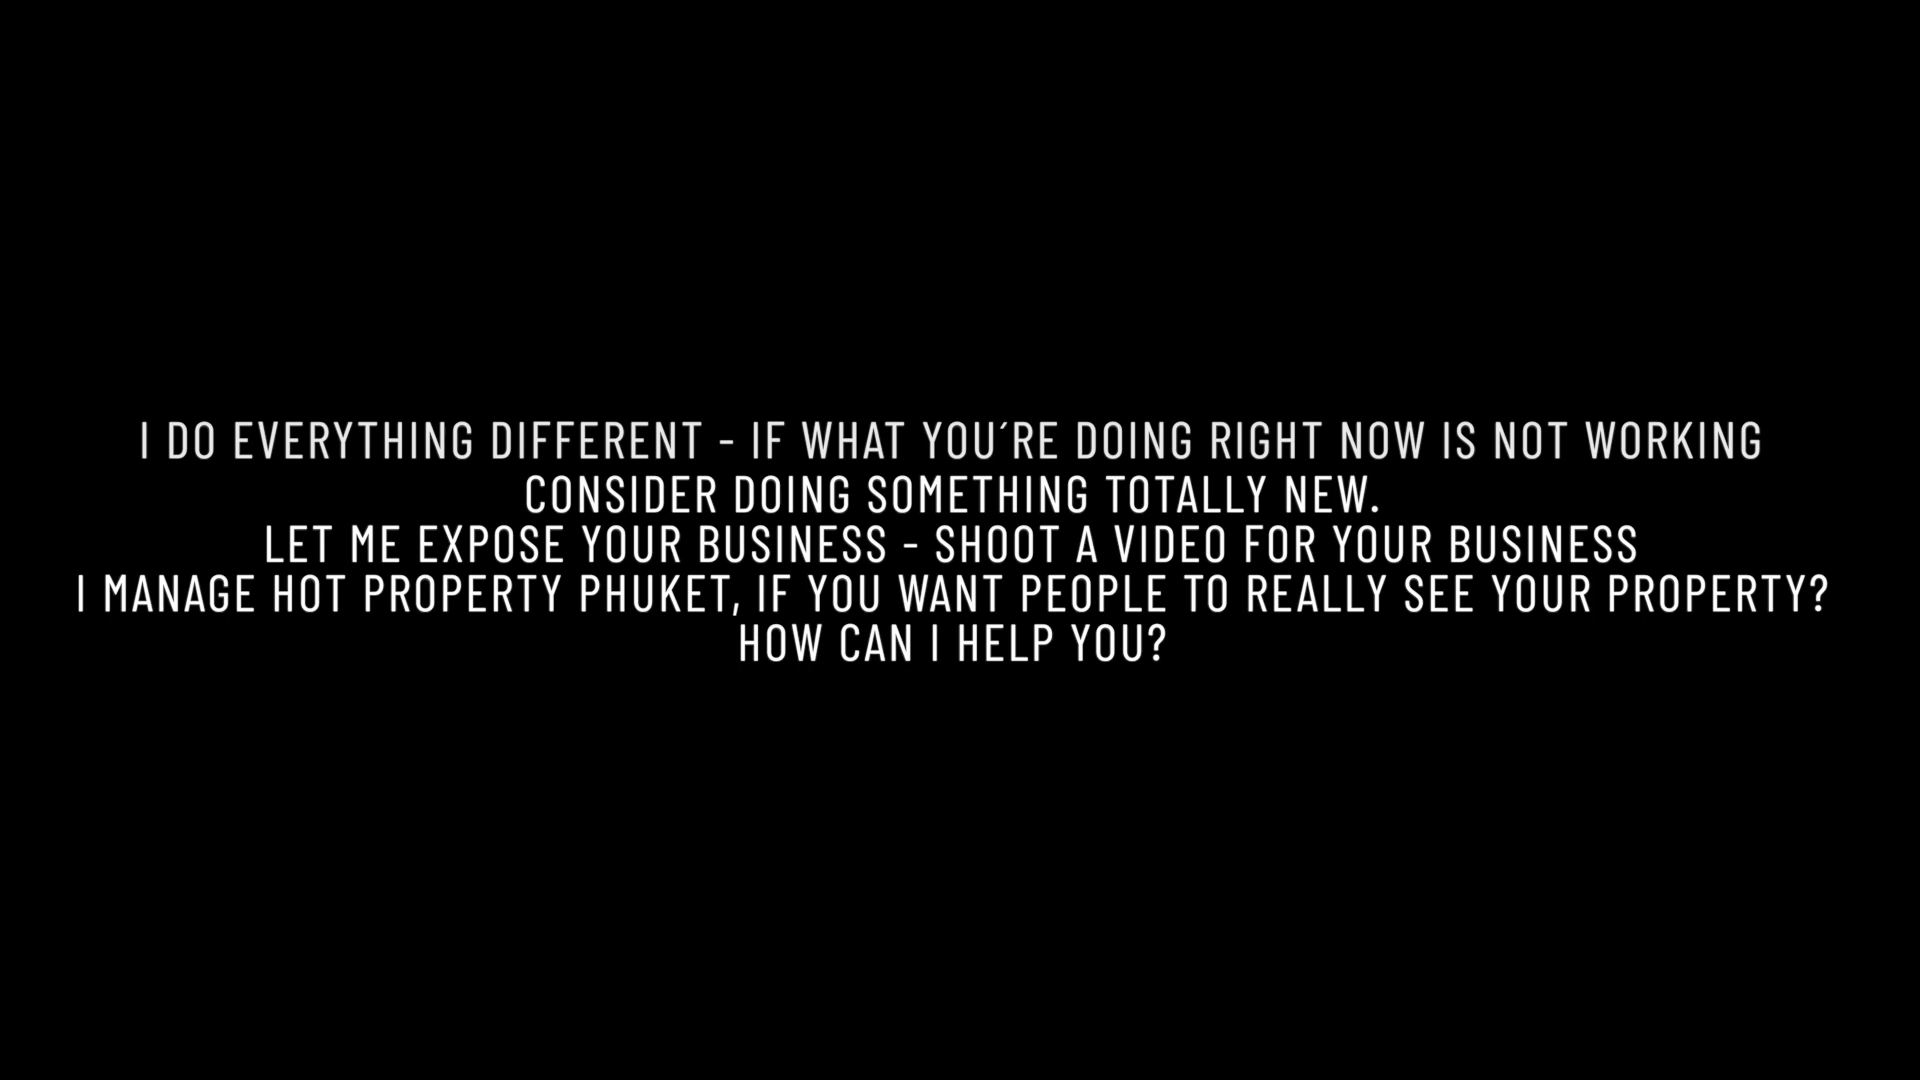 I DO EVERYTHING DIFFERENT - IF WHAT YOU´RE DOING RIGHT NOW IS NOT WORKING
CONSIDER DOING SOMETHING TOTALLY NEW.
LET ME EXPOSE YOUR BUSINESS - SHOOT A VIDEO FOR YOUR BUSINESS
I MANAGE HOT PROPERTY PHUKET, IF YOU WANT PEOPLE TO REALLY SEE YOUR PROPERTY?
HOW CAN I HELP YOU?